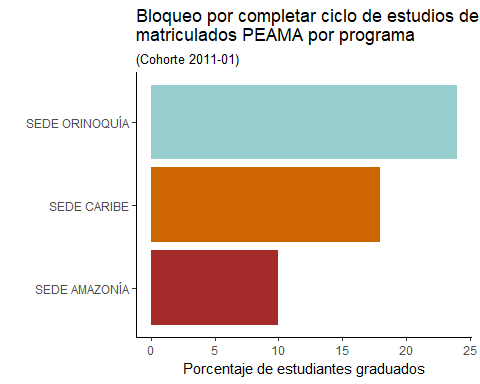 Bloqueo por completar ciclo de estudios de
matriculados PEAMA por programa
(Cohorte 2011-01)
SEDE ORINOQUÍA
SEDE CARIBE
SEDE AMAZONÍA
0 5 10 15 20 25
Porcentaje de estudiantes graduados